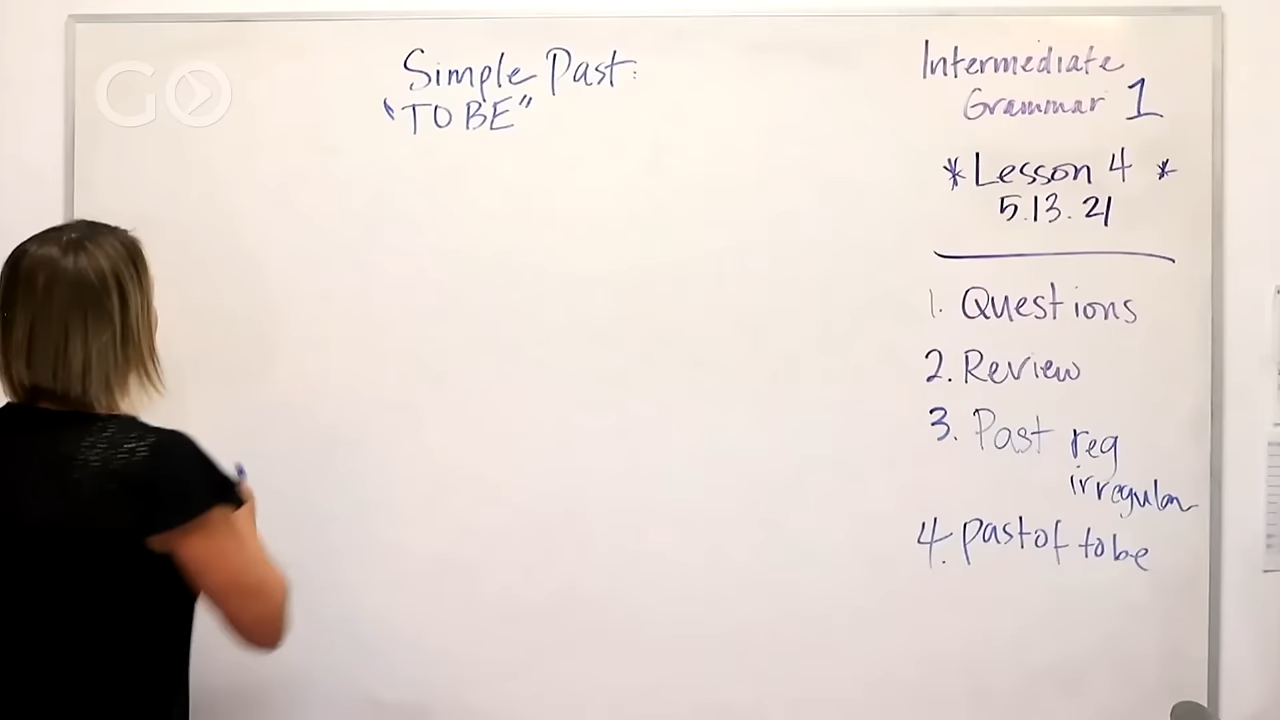 GO
Simple Past:
"TO BE"
Intermediate
Grammar 1
*Lesson 4 *
5.13.21
1. Questions
2. Review
3. Past reg
irregular
4. past of to be